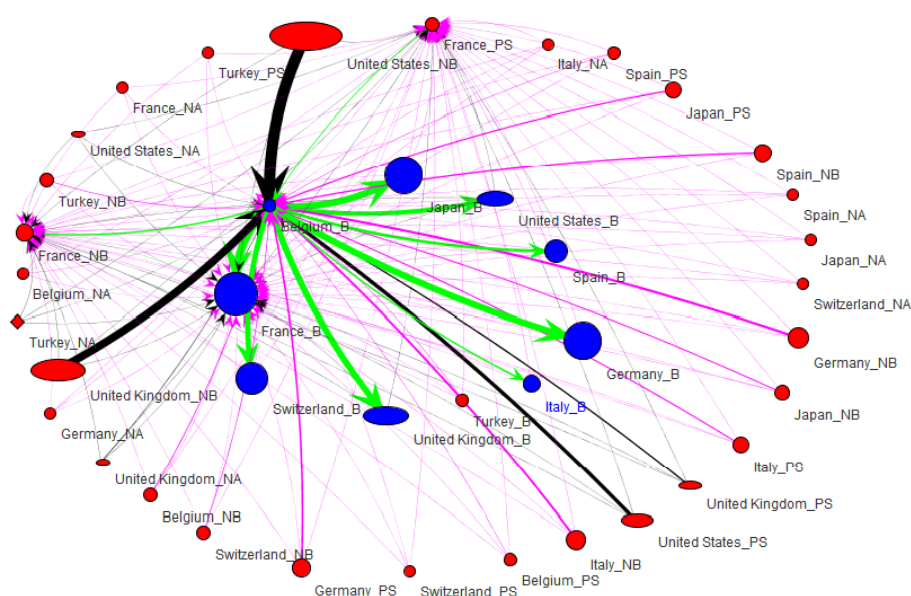 France_PS
Italy_NA
United States_NB
Turkey_PS
Spain_PS
France_NA
Japan_PS
United States_NA
Spain_NB
Turkey_NB
Japan_B
United States_B
Spain_NA
Belgium_B
France_NB
Japan_NA
Spain_B
Belgium_NA
Switzerland_NA
France_B
Turkey_NA
Germany_NB
Germany_B
United Kingdom_NB
Switzerland_B
Italy_B
Japan_NB
Turkey_B
Germany_NA
United Kingdom_B
Italy_PS
United Kingdom_NA
United Kingdom_PS
Belgium_NB
United States_PS
Switzerland_NB
Italy_NB
Belgium_PS
Germany_PS
Switzerland_PS